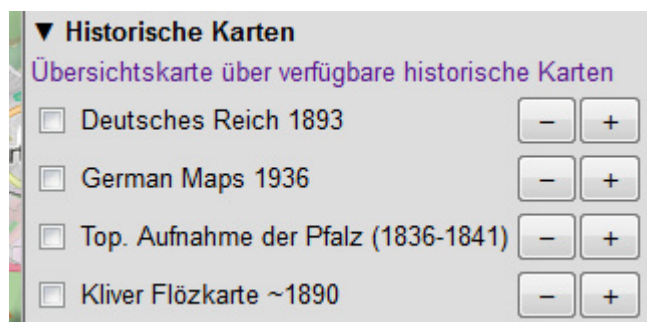 ▼ Historische Karten
Übersichtskarte über verfügbare historische Karten
Deutsches Reich 1893 − +
German Maps 1936 − +
Top. Aufnahme der Pfalz (1836-1841) − +
Kliver Flözkarte ~1890 − +